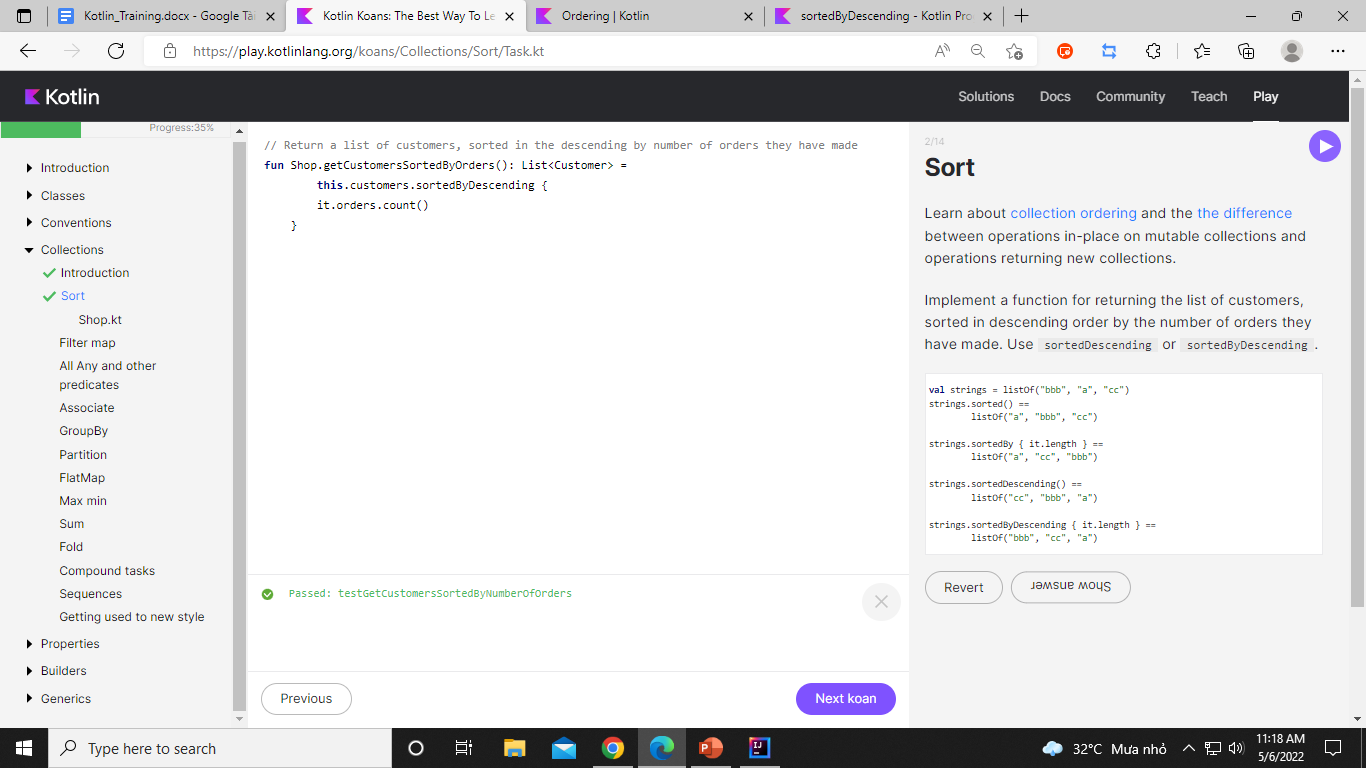 Kotlin_Training.docx - Google Tà
Kotlin Koans: The Best Way To Le
Ordering | Kotlin
sortedByDescending - Kotlin Pro
https://play.kotlinlang.org/koans/Collections/Sort/Task.kt
Kotlin
Solutions
Docs
Community
Teach
Play
Progress:35%
Introduction
Classes
Conventions
Collections
Introduction
Sort
Shop.kt
Filter map
All Any and other
predicates
Associate
GroupBy
Partition
FlatMap
Max min
Sum
Fold
Compound tasks
Sequences
Getting used to new style
Properties
Builders
Generics
// Return a list of customers, sorted in the descending by number of orders they have made
fun Shop.getCustomersSortedByOrders(): List<Customer> =
this.customers.sortedByDescending {
it.orders.count()
}
Passed: testGetCustomersSortedByNumberOfOrders
Previous
Next koan
2/14
Sort
Learn about collection ordering and the the difference
between operations in-place on mutable collections and
operations returning new collections.
Implement a function for returning the list of customers,
sorted in descending order by the number of orders they
have made. Use sortedDescending or sortedByDescending .
val strings = listOf("bbb", "a", "cc")
strings.sorted() ==
listOf("a", "bbb", "cc")
strings.sortedBy { it.length } ==
listOf("a", "cc", "bbb")
strings.sortedDescending() ==
listOf("cc", "bbb", "a")
strings.sortedByDescending { it.length } ==
listOf("bbb", "cc", "a")
Revert
Show answer
Type here to search
32°C Mưa nhỏ
11:18 AM
5/6/2022